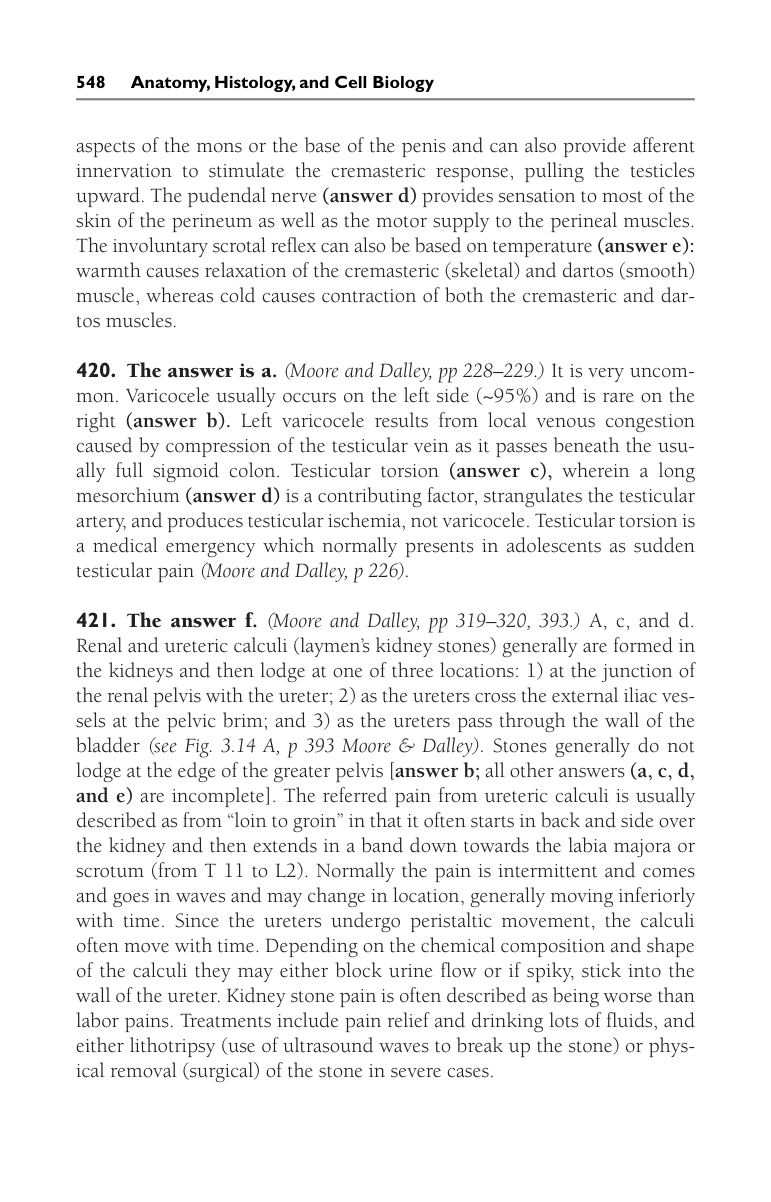 548 Anatomy, Histology, and Cell Biology
aspects of the mons or the base of the penis and can also provide afferent
innervation to stimulate the cremasteric response, pulling the testicles
upward. The pudendal nerve (answer d) provides sensation to most of the
skin of the perineum as well as the motor supply to the perineal muscles.
The involuntary scrotal reflex can also be based on temperature (answer e):
warmth causes relaxation of the cremasteric (skeletal) and dartos (smooth)
muscle, whereas cold causes contraction of both the cremasteric and dar-
tos muscles.
420. The answer is a. (Moore and Dalley, pp 228–229.) It is very uncom-
mon. Varicocele usually occurs on the left side (~95%) and is rare on the
right (answer b). Left varicocele results from local venous congestion
caused by compression of the testicular vein as it passes beneath the usu-
ally full sigmoid colon. Testicular torsion (answer c), wherein a long
mesorchium (answer d) is a contributing factor, strangulates the testicular
artery, and produces testicular ischemia, not varicocele. Testicular torsion is
a medical emergency which normally presents in adolescents as sudden
testicular pain (Moore and Dalley, p 226).
421. The answer f. (Moore and Dalley, pp 319–320, 393.) A, c, and d.
Renal and ureteric calculi (laymen’s kidney stones) generally are formed in
the kidneys and then lodge at one of three locations: 1) at the junction of
the renal pelvis with the ureter; 2) as the ureters cross the external iliac ves-
sels at the pelvic brim; and 3) as the ureters pass through the wall of the
bladder (see Fig. 3.14 A, p 393 Moore & Dalley). Stones generally do not
lodge at the edge of the greater pelvis [answer b; all other answers (a, c, d,
and e) are incomplete]. The referred pain from ureteric calculi is usually
described as from “loin to groin” in that it often starts in back and side over
the kidney and then extends in a band down towards the labia majora or
scrotum (from T 11 to L2). Normally the pain is intermittent and comes
and goes in waves and may change in location, generally moving inferiorly
with time. Since the ureters undergo peristaltic movement, the calculi
often move with time. Depending on the chemical composition and shape
of the calculi they may either block urine flow or if spiky, stick into the
wall of the ureter. Kidney stone pain is often described as being worse than
labor pains. Treatments include pain relief and drinking lots of fluids, and
either lithotripsy (use of ultrasound waves to break up the stone) or phys-
ical removal (surgical) of the stone in severe cases.